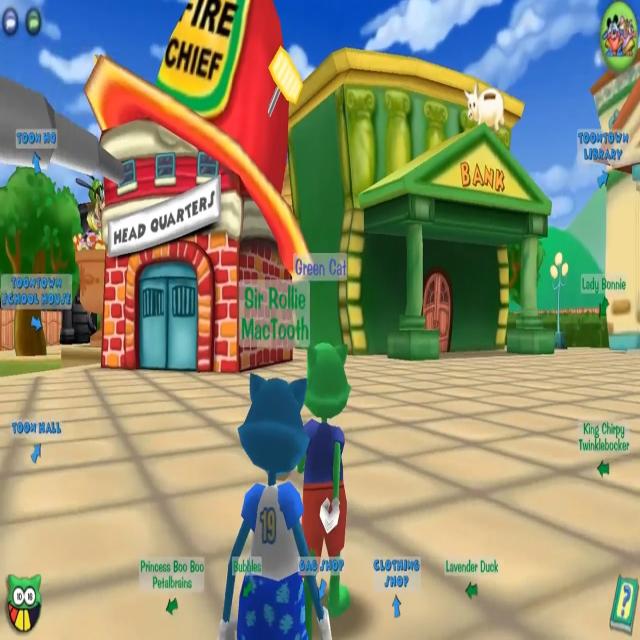 FIRE
CHIEF
TOON HQ
TOONTOWN
LIBRARY
BANK
HEAD QUARTERS
Green Cat
Sir Rollie
MacTooth
TOONTOWN
SCHOOL HOUSE
Lady Bonnie
TOON HALL
King Chirpy
Twinklebocker
19
Princess Boo Boo
Petalbrains
Bubbles
GAG SHOP
CLOTHING
SHOP
Lavender Duck
?